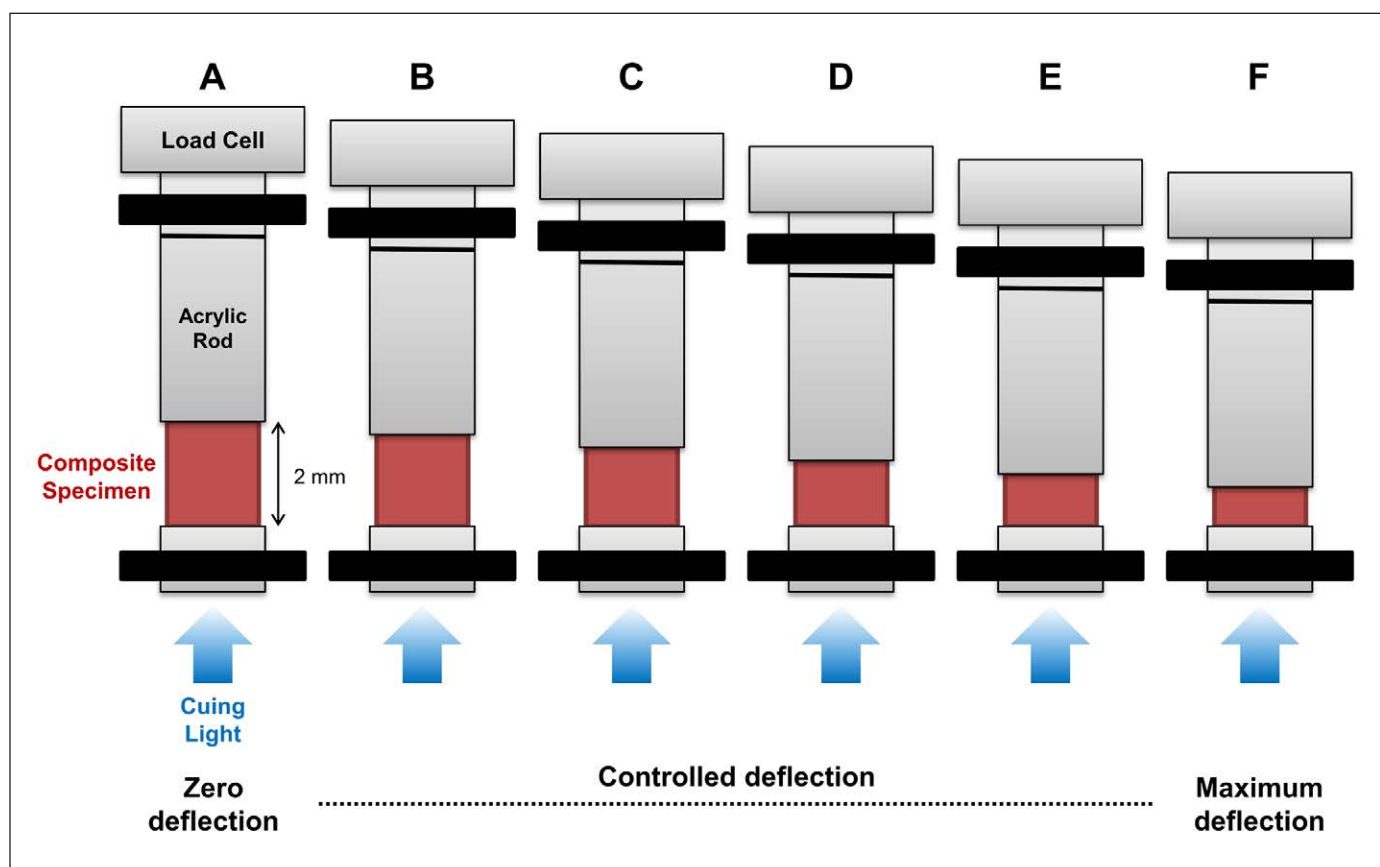 A
B
C
D
E
F
Load Cell
Acrylic
Rod
Composite
Specimen
2 mm
Cuing
Light
Zero
deflection
Controlled deflection
Maximum
deflection